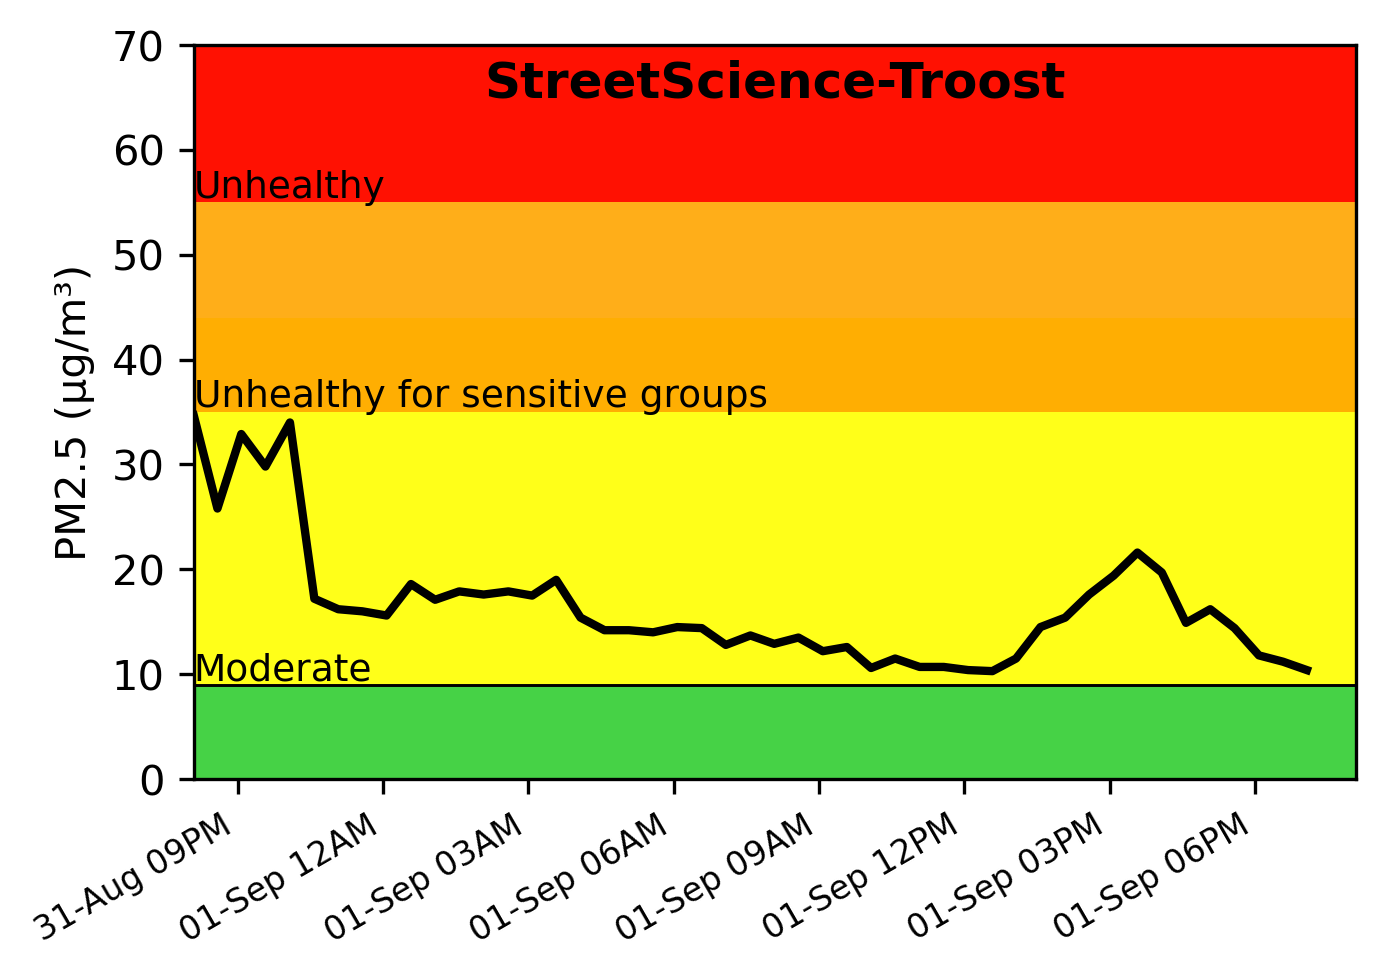 StreetScience-Troost
70
60
Unhealthy
50
40
Unhealthy for sensitive groups
30
20
10
Moderate
0
PM2.5 (µg/m³)
31-Aug 09PM
01-Sep 12AM
01-Sep 03AM
01-Sep 06AM
01-Sep 09AM
01-Sep 12PM
01-Sep 03PM
01-Sep 06PM